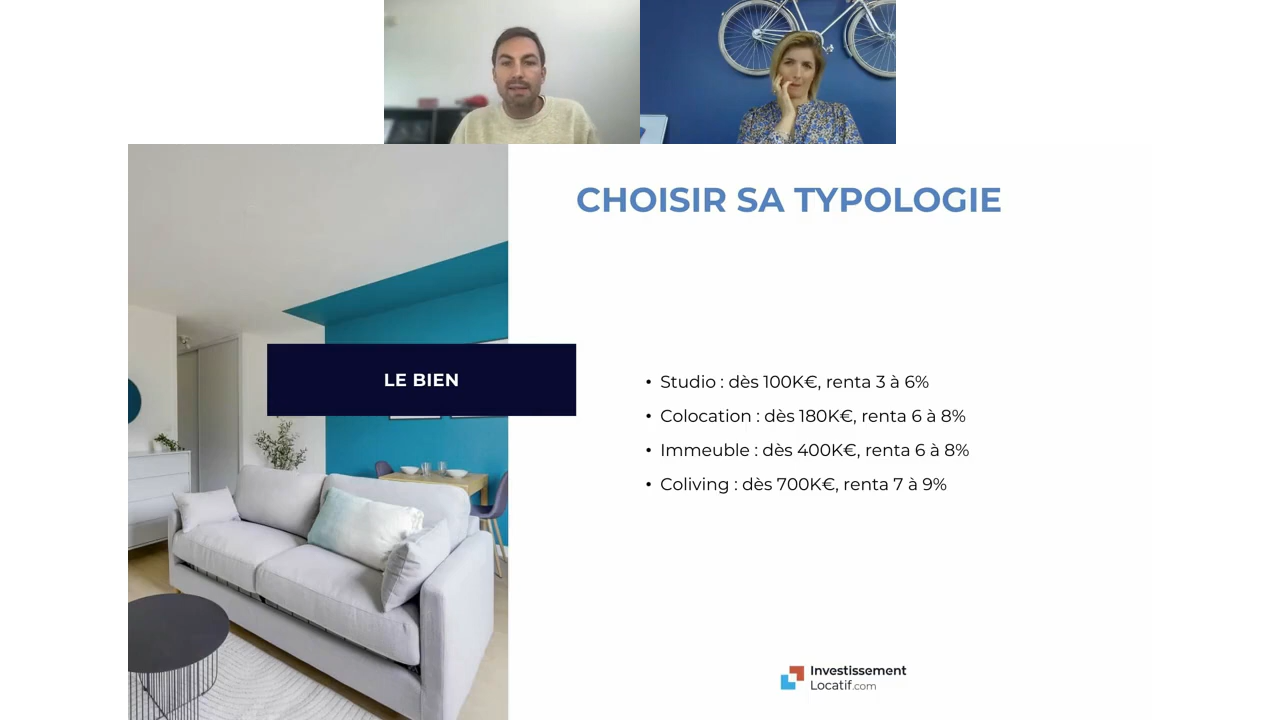 CHOISIR SA TYPOLOGIE
LE BIEN
• Studio : dès 100K€, renta 3 à 6%
• Colocation : dès 180K€, renta 6 à 8%
• Immeuble : dès 400K€, renta 6 à 8%
• Coliving : dès 700K€, renta 7 à 9%
Investissement
Locatif.com